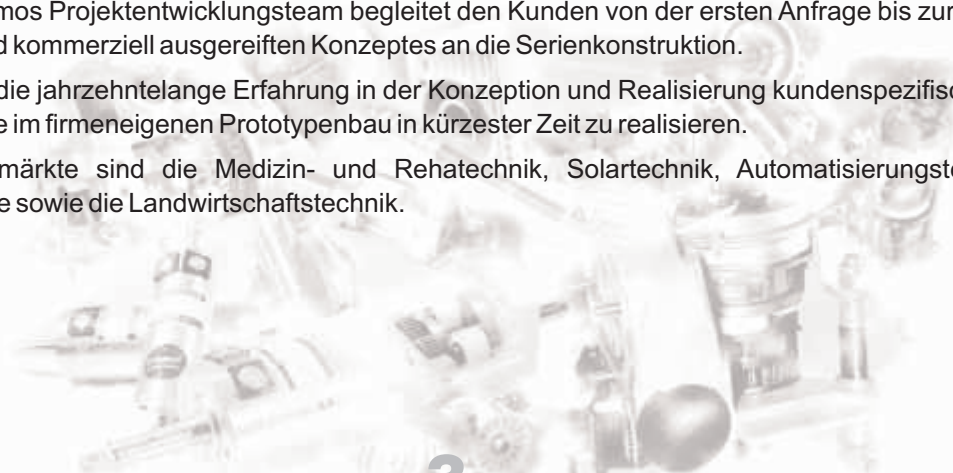 mos Projektentwicklungsteam begleitet den Kunden von der ersten Anfrage bis zur
d kommerziell ausgereiften Konzeptes an die Serienkonstruktion.
die jahrzehntelange Erfahrung in der Konzeption und Realisierung kundenspezifisc
e im firmeneigenen Prototypenbau in kürzester Zeit zu realisieren.
märkte sind die Medizin- und Rehatechnik, Solartechnik, Automatisierungste
e sowie die Landwirtschaftstechnik.